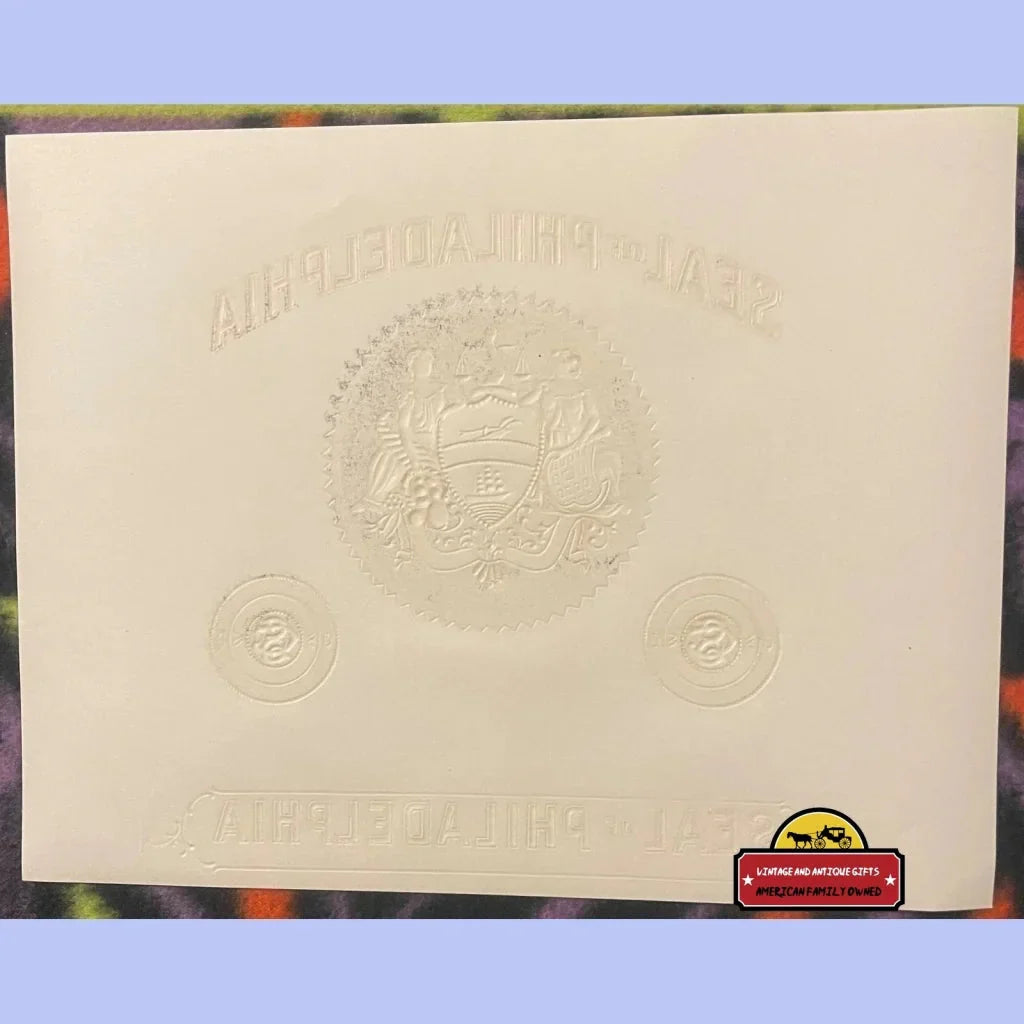 SEAL OF PHILADELPHIA
SEAL OF PHILADELPHIA
VINTAGE AND ANTIQUE GIFTS
AMERICAN FAMILY OWNED